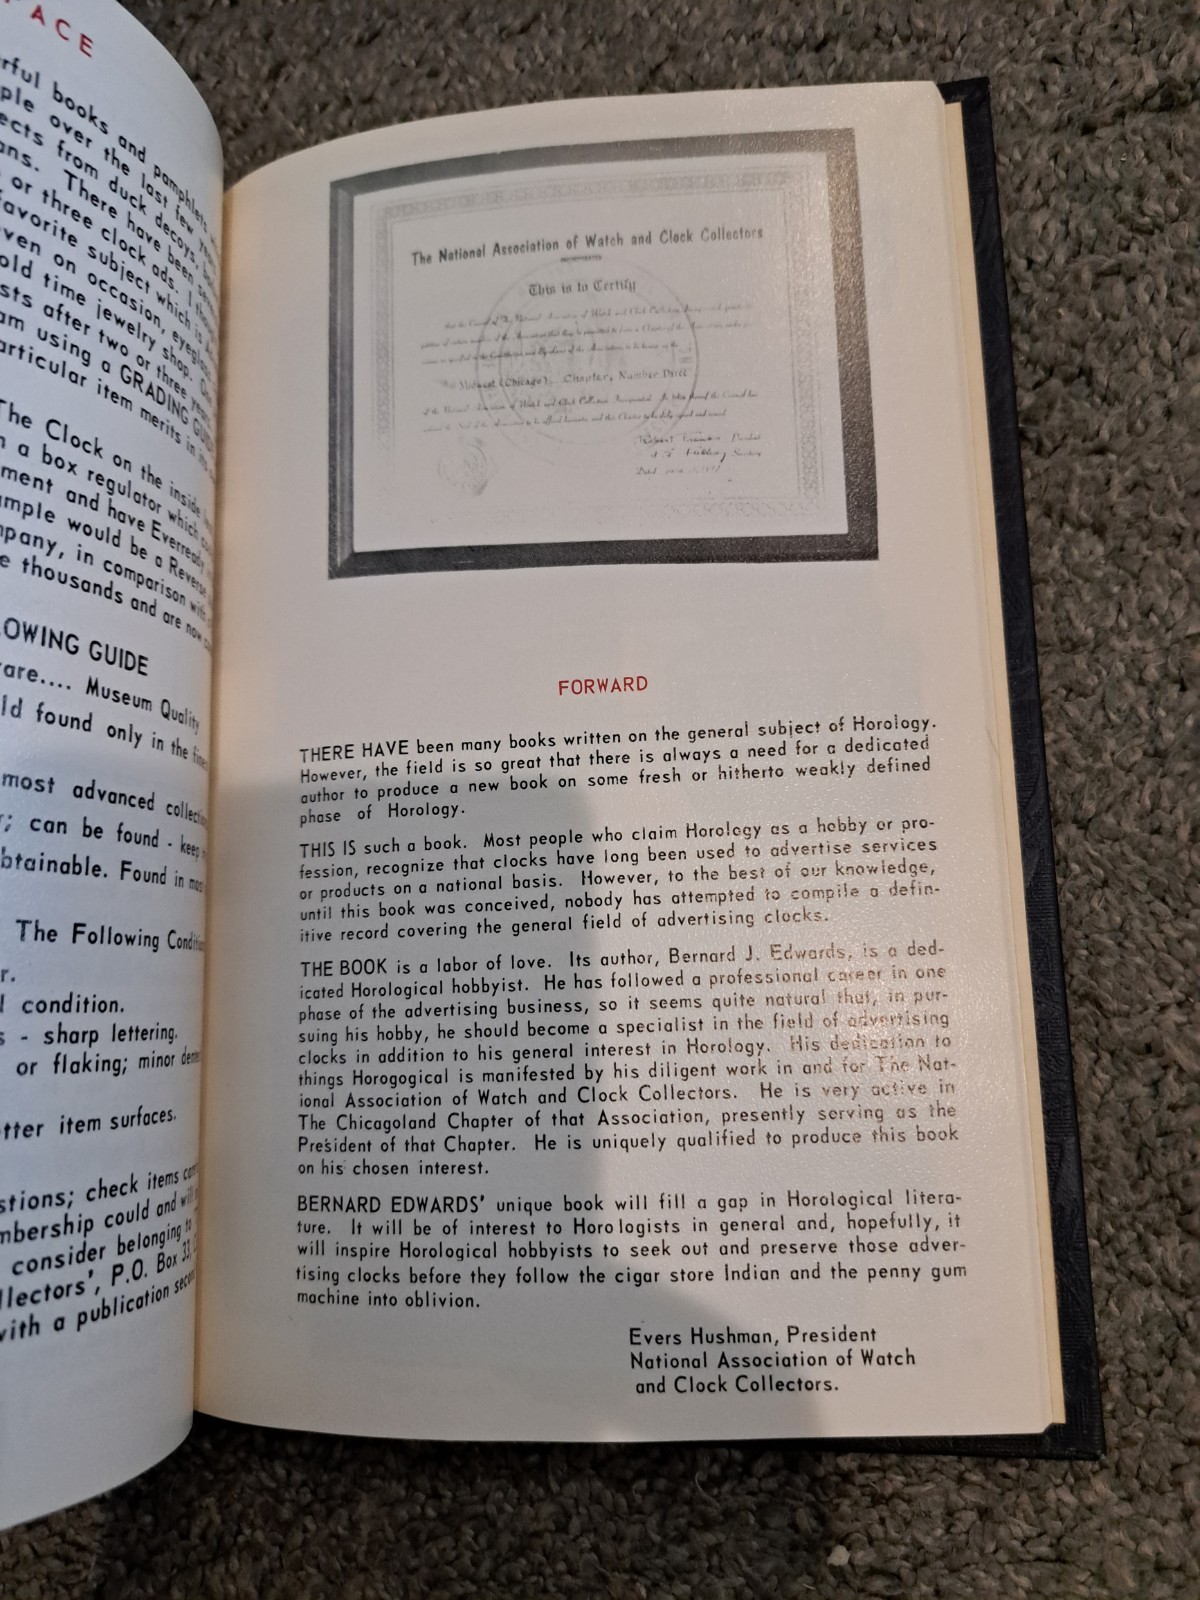 FACE
rful books and pamphlets
ple over the last few years
ects from duck decoys,
ans. There have been
or three clock ads. I
favorite subject which is
ven on occasion,
old time jewelry shop.
sts after two or three
am using a GRADING GUIDE
articular item merits in its
The Clock on the inside
n a box regulator which
ment and have Everready
ample would be a Reverse
mpany, in comparison with
e thousands and are now
LOWING GUIDE
rare.... Museum Quality
ld found only in the
most advanced
r; can be found - keep
btainable. Found in
The Following
r.
l condition.
s - sharp lettering.
or flaking; minor
tter item surfaces.
stions; check items
mbership could and
consider belonging to
llectors', P.O. Box 33,
with a publication
The National Association of Watch and Clock Collectors
INCORPORATED
This is to Certify
Midwest (Chicago) Chapter, Number Three
FORWARD
THERE HAVE been many books written on the general subject of Horology.
However, the field is so great that there is always a need for a dedicated
author to produce a new book on some fresh or hitherto weakly defined
phase of Horology.
THIS IS such a book. Most people who claim Horology as a hobby or pro-
fession, recognize that clocks have long been used to advertise services
or products on a national basis. However, to the best of our knowledge,
until this book was conceived, nobody has attempted to compile a defin-
itive record covering the general field of advertising clocks.
THE BOOK is a labor of love. Its author, Bernard J. Edwards, is a ded-
icated Horological hobbyist. He has followed a professional career in one
phase of the advertising business, so it seems quite natural that, in pur-
suing his hobby, he should become a specialist in the field of advertising
clocks in addition to his general interest in Horology. His dedication to
things Horogogical is manifested by his diligent work in and for The Nat-
ional Association of Watch and Clock Collectors. He is very active in
The Chicagoland Chapter of that Association, presently serving as the
President of that Chapter. He is uniquely qualified to produce this book
on his chosen interest.
BERNARD EDWARDS' unique book will fill a gap in Horological litera-
ture. It will be of interest to Horologists in general and, hopefully, it
will inspire Horological hobbyists to seek out and preserve those adver-
tising clocks before they follow the cigar store Indian and the penny gum
machine into oblivion.
Evers Hushman, President
National Association of Watch
and Clock Collectors.